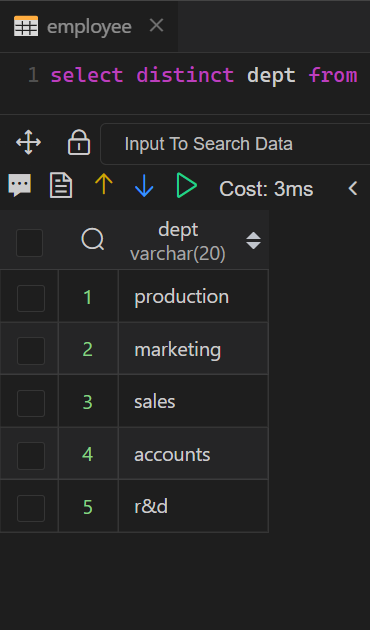 employee
1 select distinct dept from
Input To Search Data
Cost: 3ms
dept
varchar(20)
1 production
2 marketing
3 sales
4 accounts
5 r&d